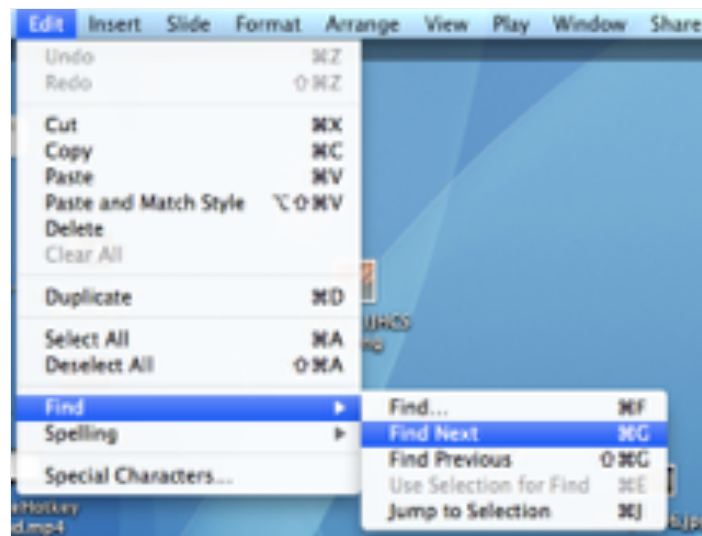 Edit Insert Slide Format Arrange View Play Window Share
Undo ⌘Z
Redo ⇧⌘Z
Cut ⌘X
Copy ⌘C
Paste ⌘V
Paste and Match Style ⌥⇧⌘V
Delete
Clear All
Duplicate ⌘D
Select All ⌘A
Deselect All ⇧⌘A
Find
Spelling
Special Characters...
Find... ⌘F
Find Next ⌘G
Find Previous ⇧⌘G
Use Selection for Find ⌘E
Jump to Selection ⌘J